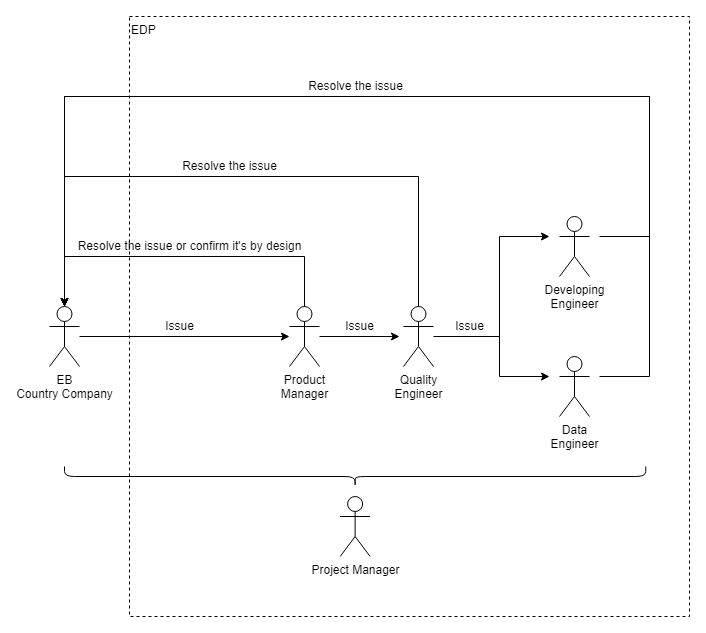 EDP
Resolve the issue
Resolve the issue
Resolve the issue or confirm it's by design
Issue
Issue
Issue
Developing
Engineer
EB
Country Company
Product
Manager
Quality
Engineer
Data
Engineer
Project Manager